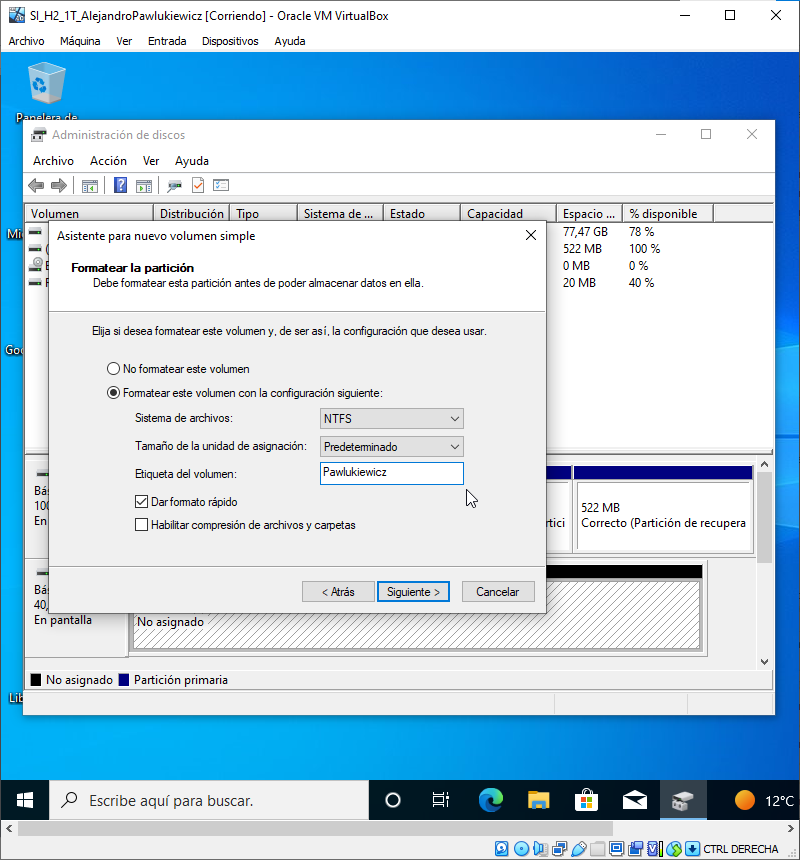 SI_H2_1T_AlejandroPawlukiewicz [Corriendo] - Oracle VM VirtualBox
Archivo Máquina Ver Entrada Dispositivos Ayuda
Administración de discos
Archivo Acción Ver Ayuda
Volumen Distribución Tipo Sistema de ... Estado Capacidad Espacio ... % disponible
77,47 GB 78 %
522 MB 100 %
0 MB 0 %
20 MB 40 %
Asistente para nuevo volumen simple
Formatear la partición
Debe formatear esta partición antes de poder almacenar datos en ella.
Elija si desea formatear este volumen y, de ser así, la configuración que desea usar.
No formatear este volumen
Formatear este volumen con la configuración siguiente:
Sistema de archivos: NTFS
Tamaño de la unidad de asignación: Predeterminado
Etiqueta del volumen: Pawlukiewicz
Dar formato rápido
Habilitar compresión de archivos y carpetas
< Atrás Siguiente > Cancelar
Bás
100
En
522 MB
Correcto (Partición de recupera
Bás
40,
En pantalla
No asignado
No asignado Partición primaria
Escribe aquí para buscar.
12°C
CTRL DERECHA